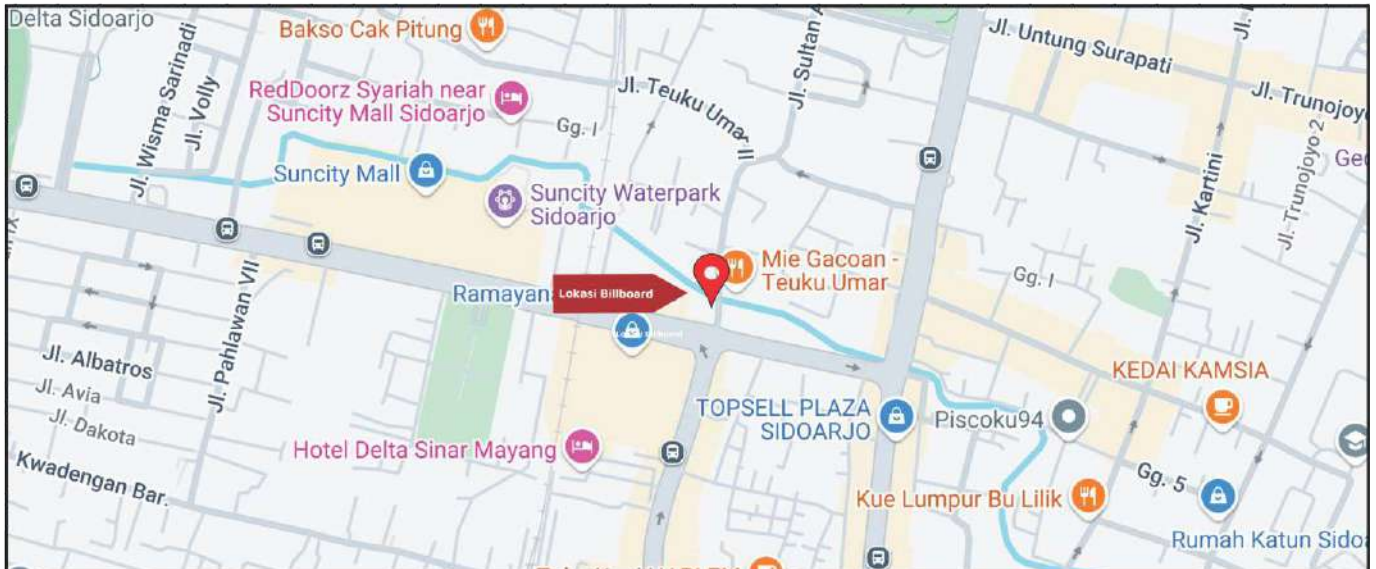 Delta Sidoarjo
Bakso Cak Pitung
Jl. Wisma Sarinadi
Jl. Volly
RedDoorz Syariah near
Suncity Mall Sidoarjo
Gg. I
Jl. Teuku Umar II
Jl. Sultan A
Jl. Untung Surapati
Jl. Trunojoyo
Jl. Trunojoyo 2
Jl. Kartini
Suncity Mall
Suncity Waterpark
Sidoarjo
Mie Gacoan -
Teuku Umar
Gg. I
Ramayana
Lokasi Billboard
Jl. Pahlawan VII
Jl. Albatros
Jl. Avia
Jl. Dakota
Kwadengan Bar.
Hotel Delta Sinar Mayang
TOPSELL PLAZA
SIDOARJO
Piscoku94
KEDAI KAMSIA
Kue Lumpur Bu Lilik
Gg. 5
Rumah Katun Sidoa